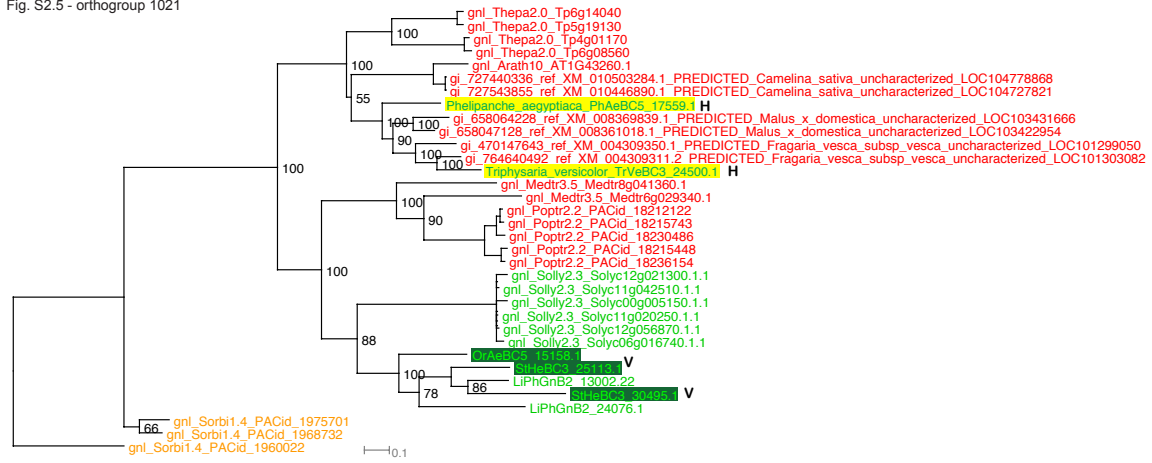 Fig. S2.5 - orthogroup 1021
gnl_Thepa2.0_Tp6g14040
gnl_Thepa2.0_Tp5g19130
100
gnl_Thepa2.0_Tp4g01170
gnl_Thepa2.0_Tp6g08560
100
gnl_Arath10_AT1G43260.1
gi_727440336_ref_XM_010503284.1_PREDICTED_Camelina_sativa_uncharacterized_LOC104778868
gi_727543855_ref_XM_010446890.1_PREDICTED_Camelina_sativa_uncharacterized_LOC104727821
55
Phelipanche_aegyptiaca_PhAeBC5_17559.1 H
gi_658064228_ref_XM_008369839.1_PREDICTED_Malus_x_domestica_uncharacterized_LOC103431666
100 100
gi_658047128_ref_XM_008361018.1_PREDICTED_Malus_x_domestica_uncharacterized_LOC103422954
90
gi_470147643_ref_XM_004309350.1_PREDICTED_Fragaria_vesca_subsp_vesca_uncharacterized_LOC101299050
100
gi_764640492_ref_XM_004309311.2_PREDICTED_Fragaria_vesca_subsp_vesca_uncharacterized_LOC101303082
100
100
Triphysaria_versicolor_TrVeBC3_24500.1 H
gnl_Medtr3.5_Medtr8g041360.1
100
gnl_Medtr3.5_Medtr6g029340.1
gnl_Poptr2.2_PACid_18212122
90
gnl_Poptr2.2_PACid_18215743
gnl_Poptr2.2_PACid_18230486
gnl_Poptr2.2_PACid_18215448
gnl_Poptr2.2_PACid_18236154
100
gnl_Solly2.3_Solyc12g021300.1.1
gnl_Solly2.3_Solyc11g042510.1.1
gnl_Solly2.3_Solyc00g005150.1.1
gnl_Solly2.3_Solyc11g020250.1.1
gnl_Solly2.3_Solyc12g056870.1.1
88
gnl_Solly2.3_Solyc06g016740.1.1
OrAeBC5_15158.1
StHeBC3_25113.1 V
100
LiPhGnB2_13002.22
86
78
StHeBC3_30495.1 V
LiPhGnB2_24076.1
gnl_Sorbi1.4_PACid_1975701
66
gnl_Sorbi1.4_PACid_1968732
gnl_Sorbi1.4_PACid_1960022
0.1